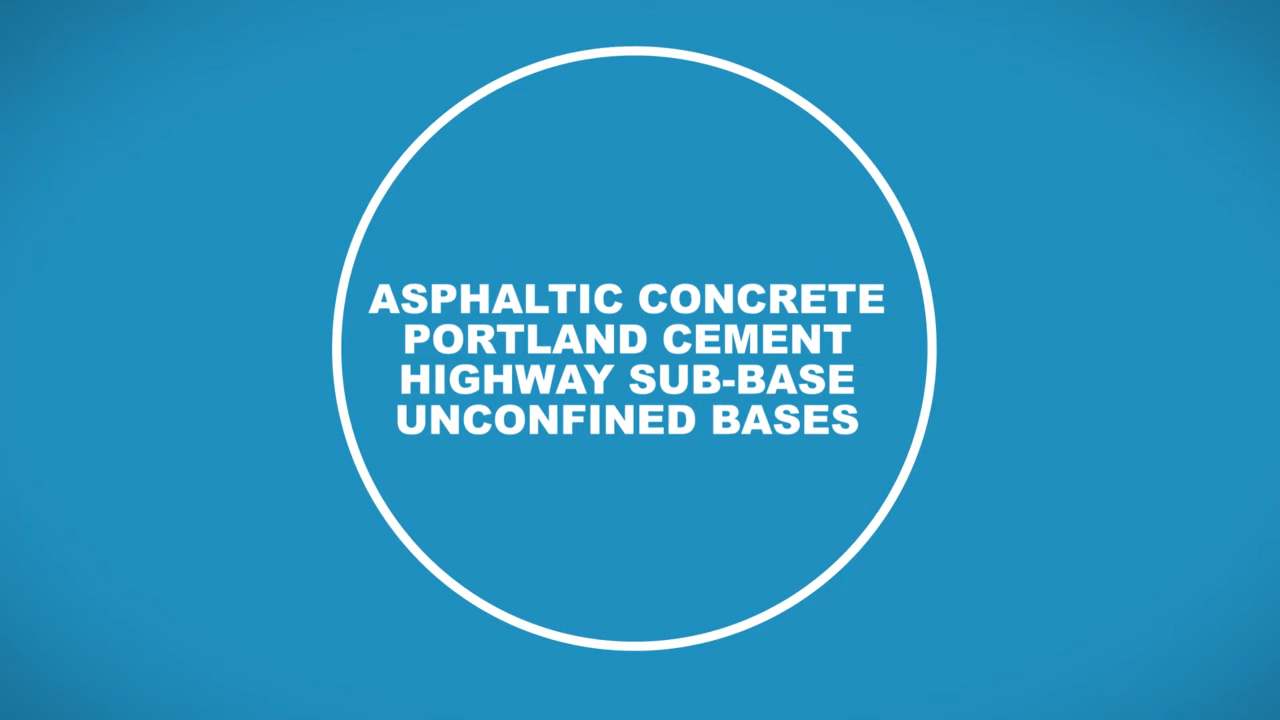 ASPHALTIC CONCRETE
PORTLAND CEMENT
HIGHWAY SUB-BASE
UNCONFINED BASES